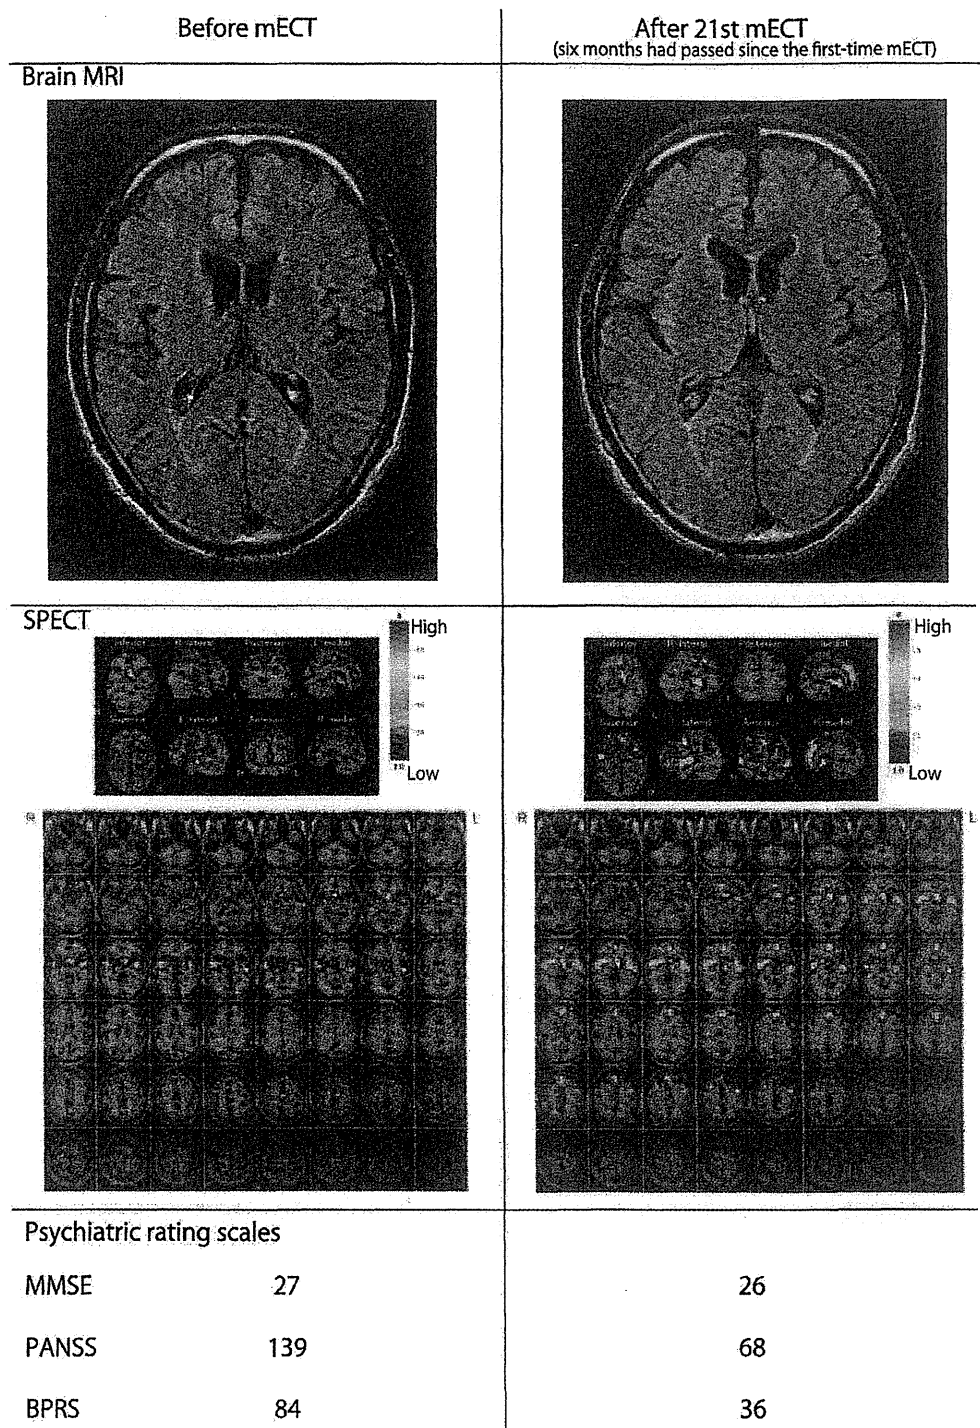 Before mECT
After 21st mECT
(six months had passed since the first-time mECT)
Brain MRI
SPECT
High
Low
High
Low
R
L
R
L
Psychiatric rating scales
MMSE 27 26
PANSS 139 68
BPRS 84 36